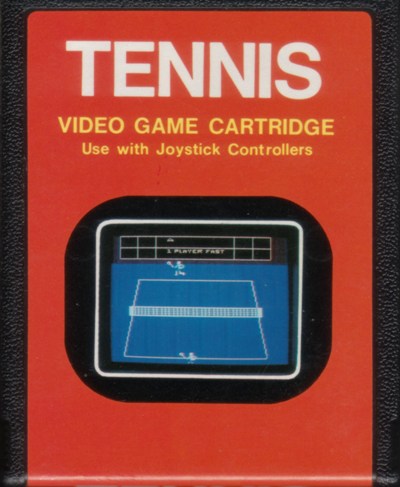 TENNIS
VIDEO GAME CARTRIDGE
Use with Joystick Controllers
1 PLAYER FAST